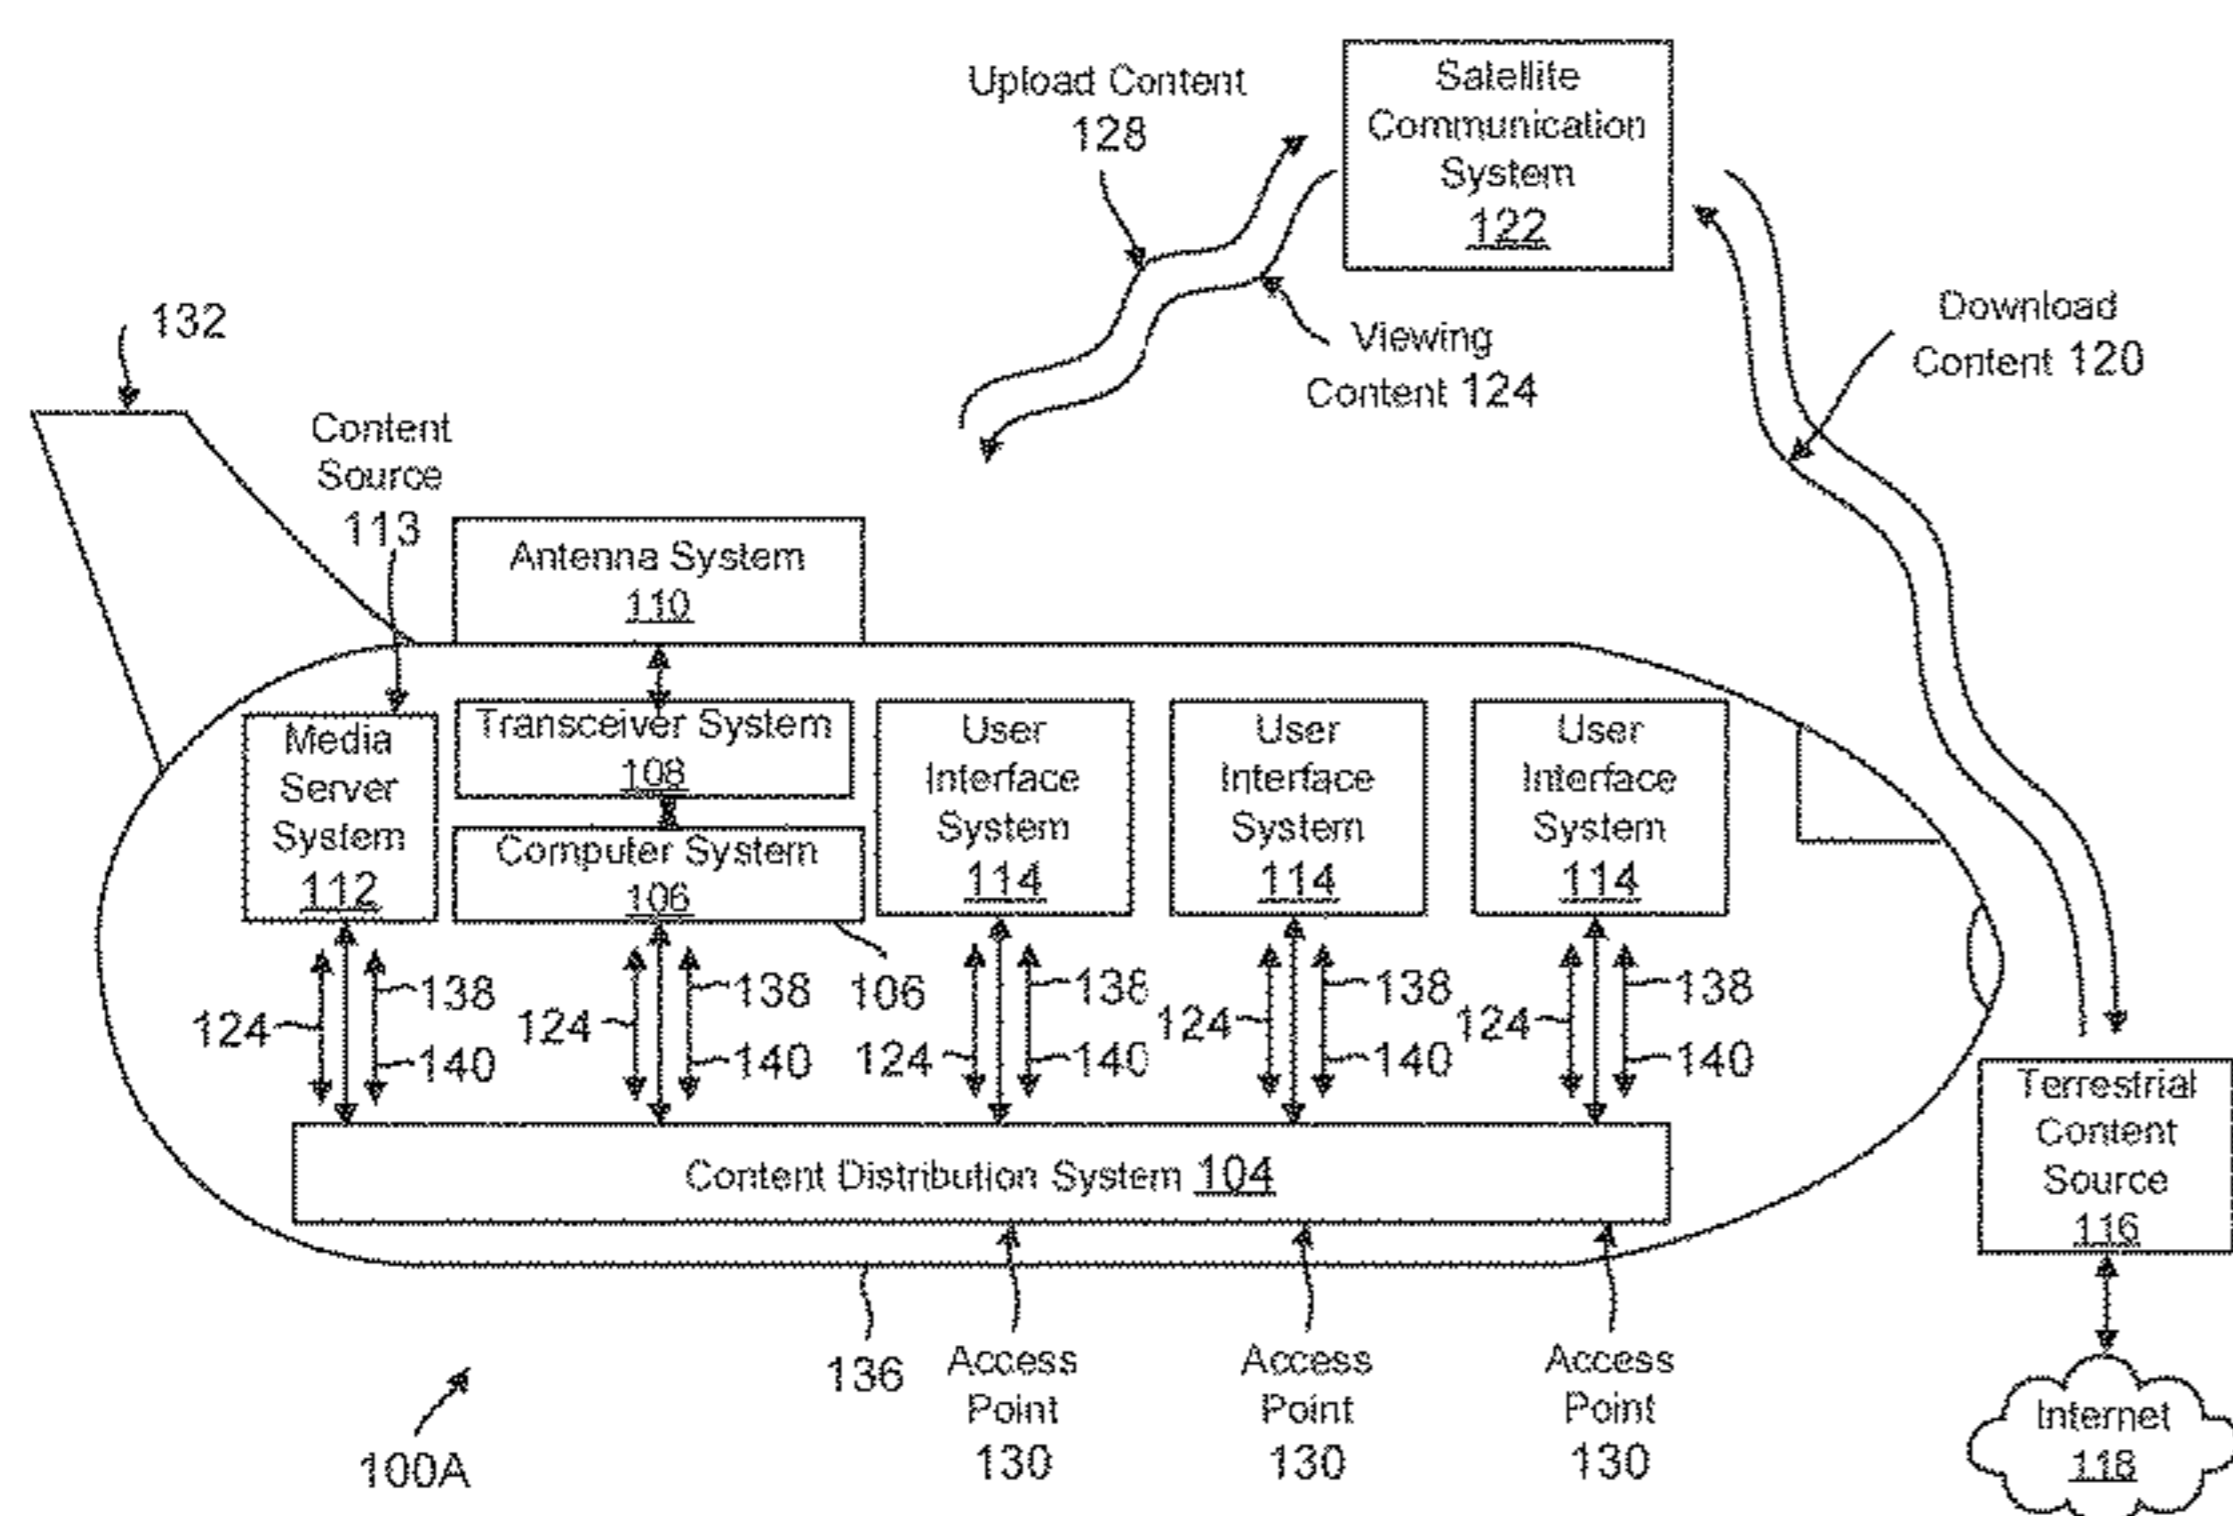 Upload Content
128
Satellite
Communication
System
122
Viewing
Content 124
Download
Content 120
132
Content
Source
113
Antenna System
110
Media
Server
System
112
Transceiver System
108
Computer System
106
User
Interface
System
114
User
Interface
System
114
User
Interface
System
114
106
124
138
140
124
138
140
124
138
140
124
138
140
124
138
140
Content Distribution System 104
Terrestrial
Content
Source
116
Internet
118
136
Access
Point
130
Access
Point
130
Access
Point
130
100A